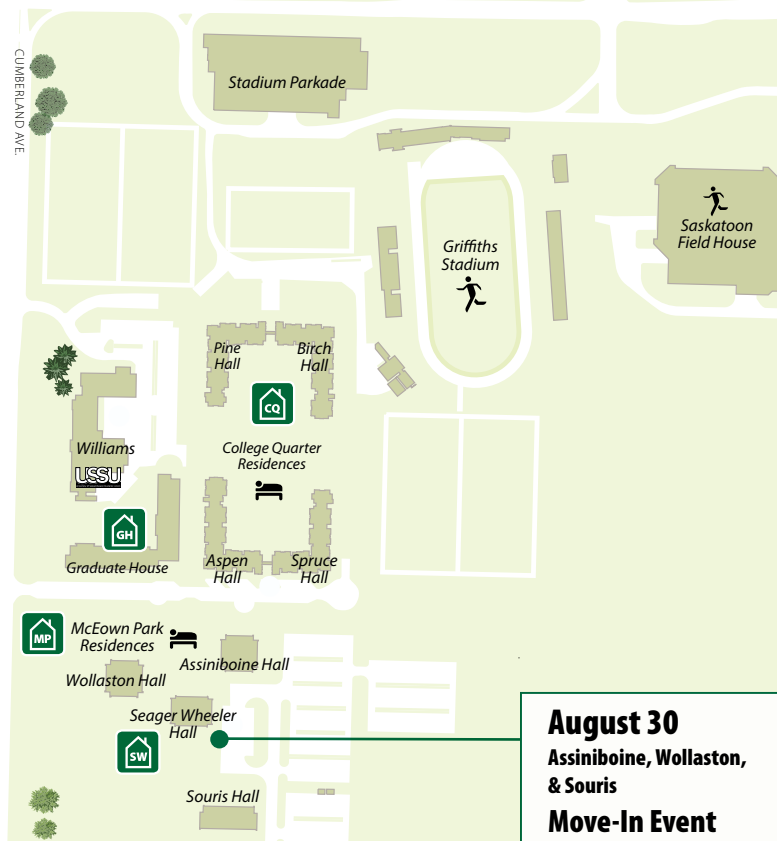 CUMBERLAND AVE.
Stadium Parkade
Griffiths
Stadium
Saskatoon
Field House
Pine
Hall
Birch
Hall
CQ
Williams
USSU
College Quarter
Residences
GH
Graduate House
Aspen
Hall
Spruce
Hall
MP
McEown Park
Residences
Assiniboine Hall
Wollaston Hall
Seager Wheeler
Hall
SW
Souris Hall
August 30
Assiniboine, Wollaston,
& Souris
Move-In Event